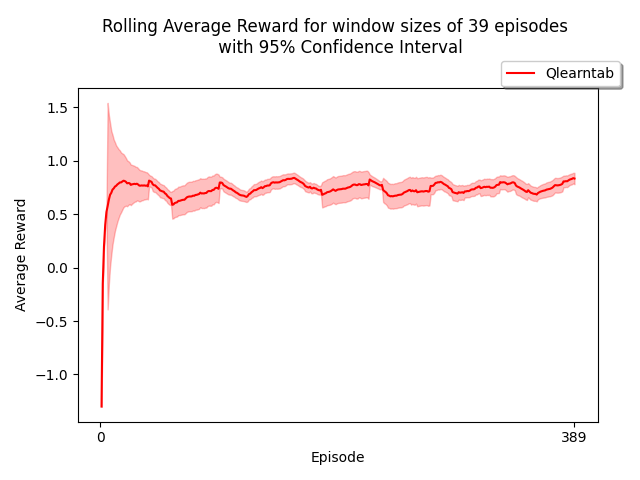 Rolling Average Reward for window sizes of 39 episodes
with 95% Confidence Interval
Qlearntab
1.5
1.0
0.5
0.0
−0.5
−1.0
Average Reward
0
389
Episode